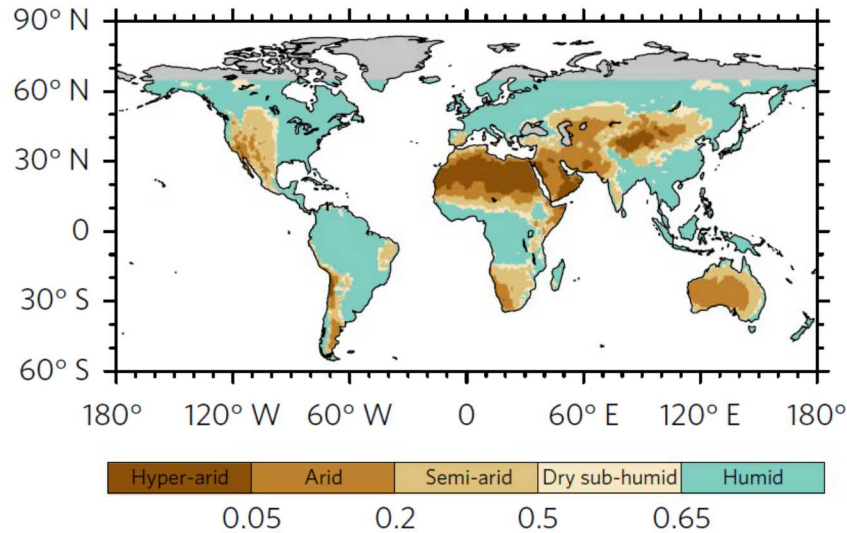 90° N
60° N
30° N
0
30° S
60° S
180° 120° W 60° W 0 60° E 120° E 180°
Hyper-arid Arid Semi-arid Dry sub-humid Humid
0.05 0.2 0.5 0.65